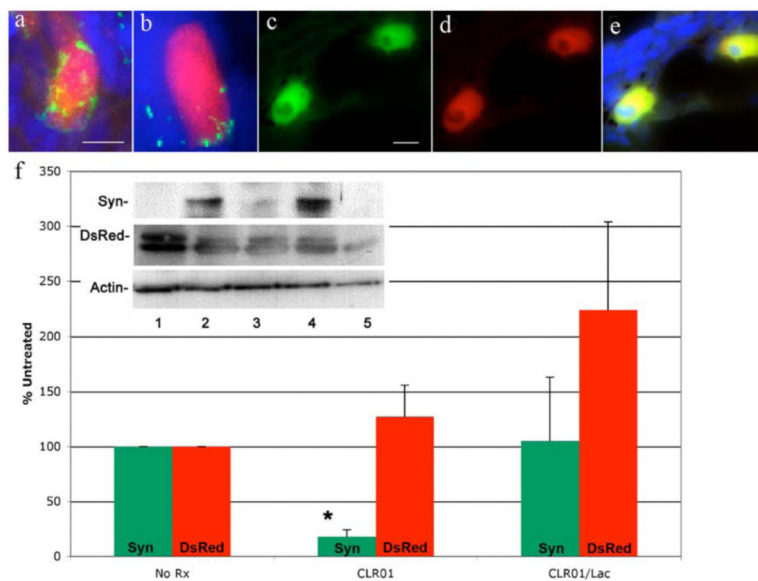 a b c d e
f
350
300
250
200
150
100
50
0
% Untreated
Syn-
DsRed-
Actin-
1 2 3 4 5
*
Syn DsRed Syn DsRed Syn DsRed
No Rx CLR01 CLR01/Lac